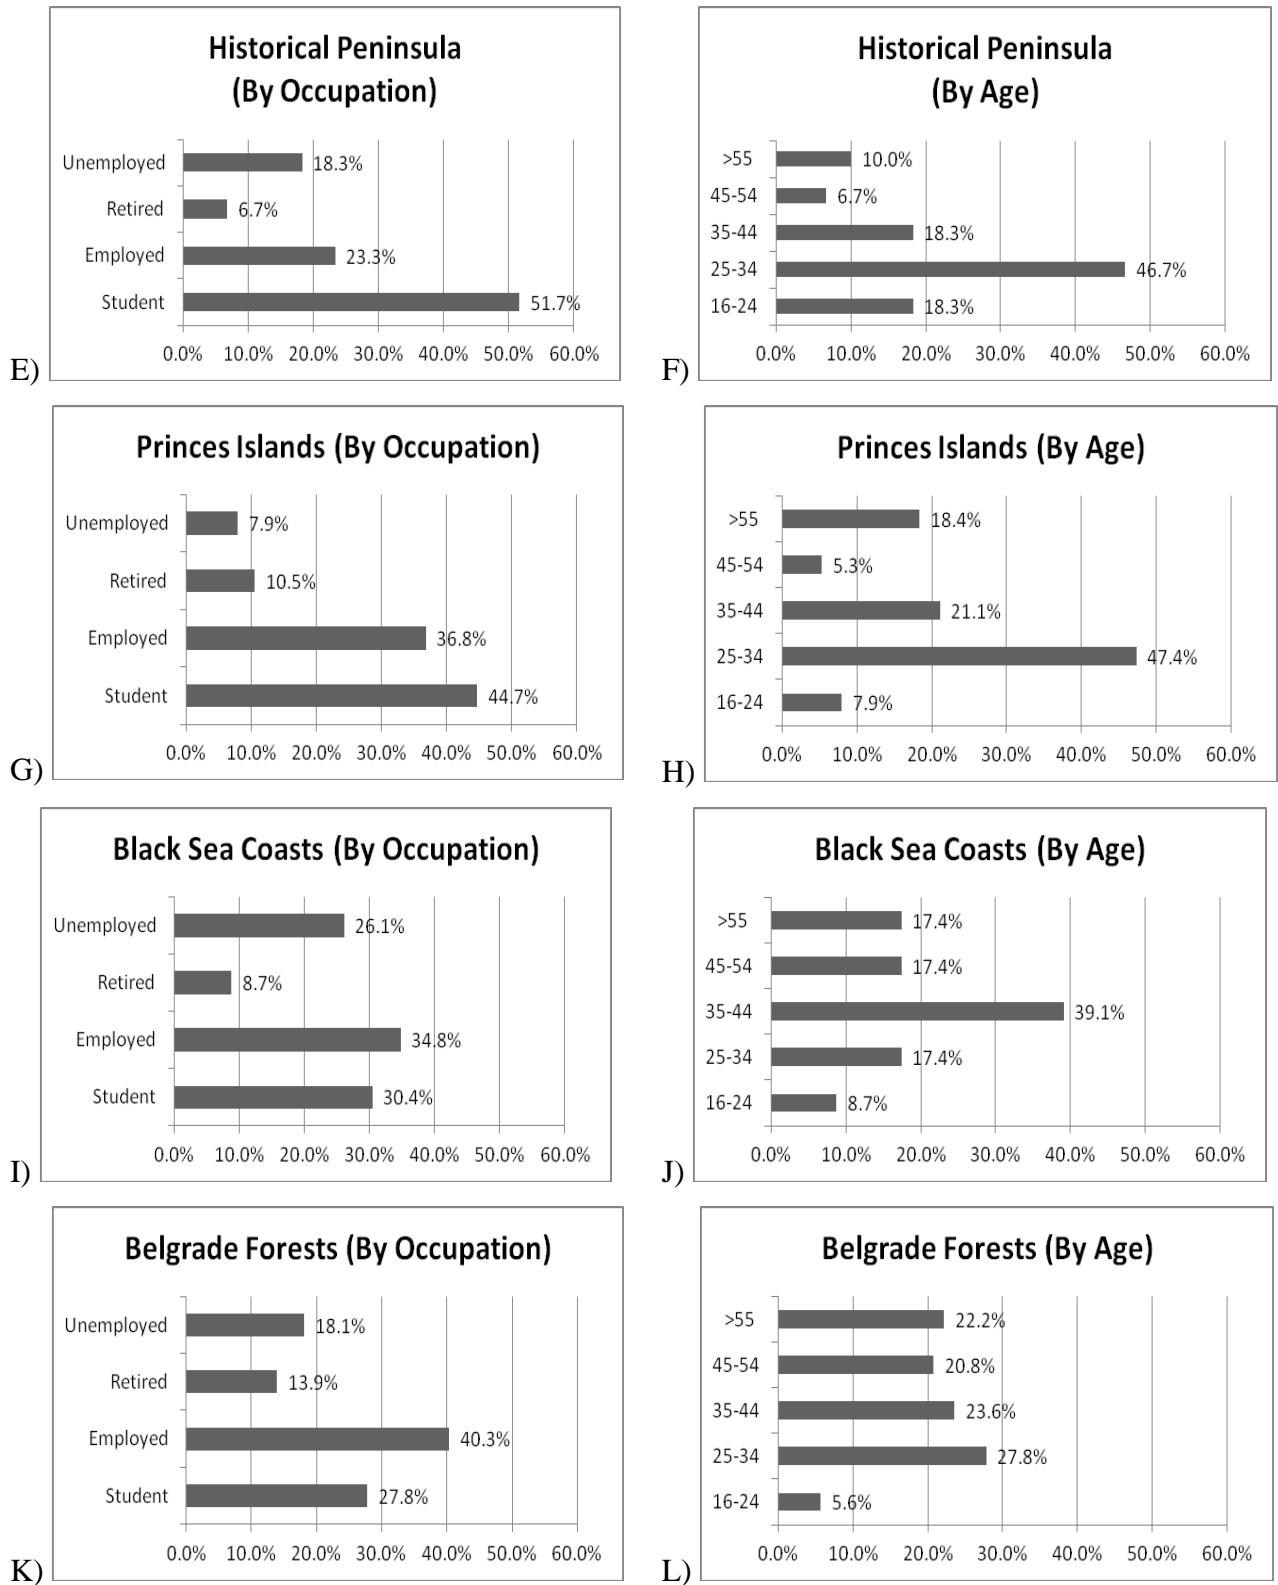 Historical Peninsula
(By Occupation)
Unemployed 18.3%
Retired 6.7%
Employed 23.3%
Student 51.7%
0.0% 10.0% 20.0% 30.0% 40.0% 50.0% 60.0%
E)
Historical Peninsula
(By Age)
>55 10.0%
45-54 6.7%
35-44 18.3%
25-34 46.7%
16-24 18.3%
0.0% 10.0% 20.0% 30.0% 40.0% 50.0% 60.0%
F)
Princes Islands (By Occupation)
Unemployed 7.9%
Retired 10.5%
Employed 36.8%
Student 44.7%
0.0% 10.0% 20.0% 30.0% 40.0% 50.0% 60.0%
G)
Princes Islands (By Age)
>55 18.4%
45-54 5.3%
35-44 21.1%
25-34 47.4%
16-24 7.9%
0.0% 10.0% 20.0% 30.0% 40.0% 50.0% 60.0%
H)
Black Sea Coasts (By Occupation)
Unemployed 26.1%
Retired 8.7%
Employed 34.8%
Student 30.4%
0.0% 10.0% 20.0% 30.0% 40.0% 50.0% 60.0%
I)
Black Sea Coasts (By Age)
>55 17.4%
45-54 17.4%
35-44 39.1%
25-34 17.4%
16-24 8.7%
0.0% 10.0% 20.0% 30.0% 40.0% 50.0% 60.0%
J)
Belgrade Forests (By Occupation)
Unemployed 18.1%
Retired 13.9%
Employed 40.3%
Student 27.8%
0.0% 10.0% 20.0% 30.0% 40.0% 50.0% 60.0%
K)
Belgrade Forests (By Age)
>55 22.2%
45-54 20.8%
35-44 23.6%
25-34 27.8%
16-24 5.6%
0.0% 10.0% 20.0% 30.0% 40.0% 50.0% 60.0%
L)